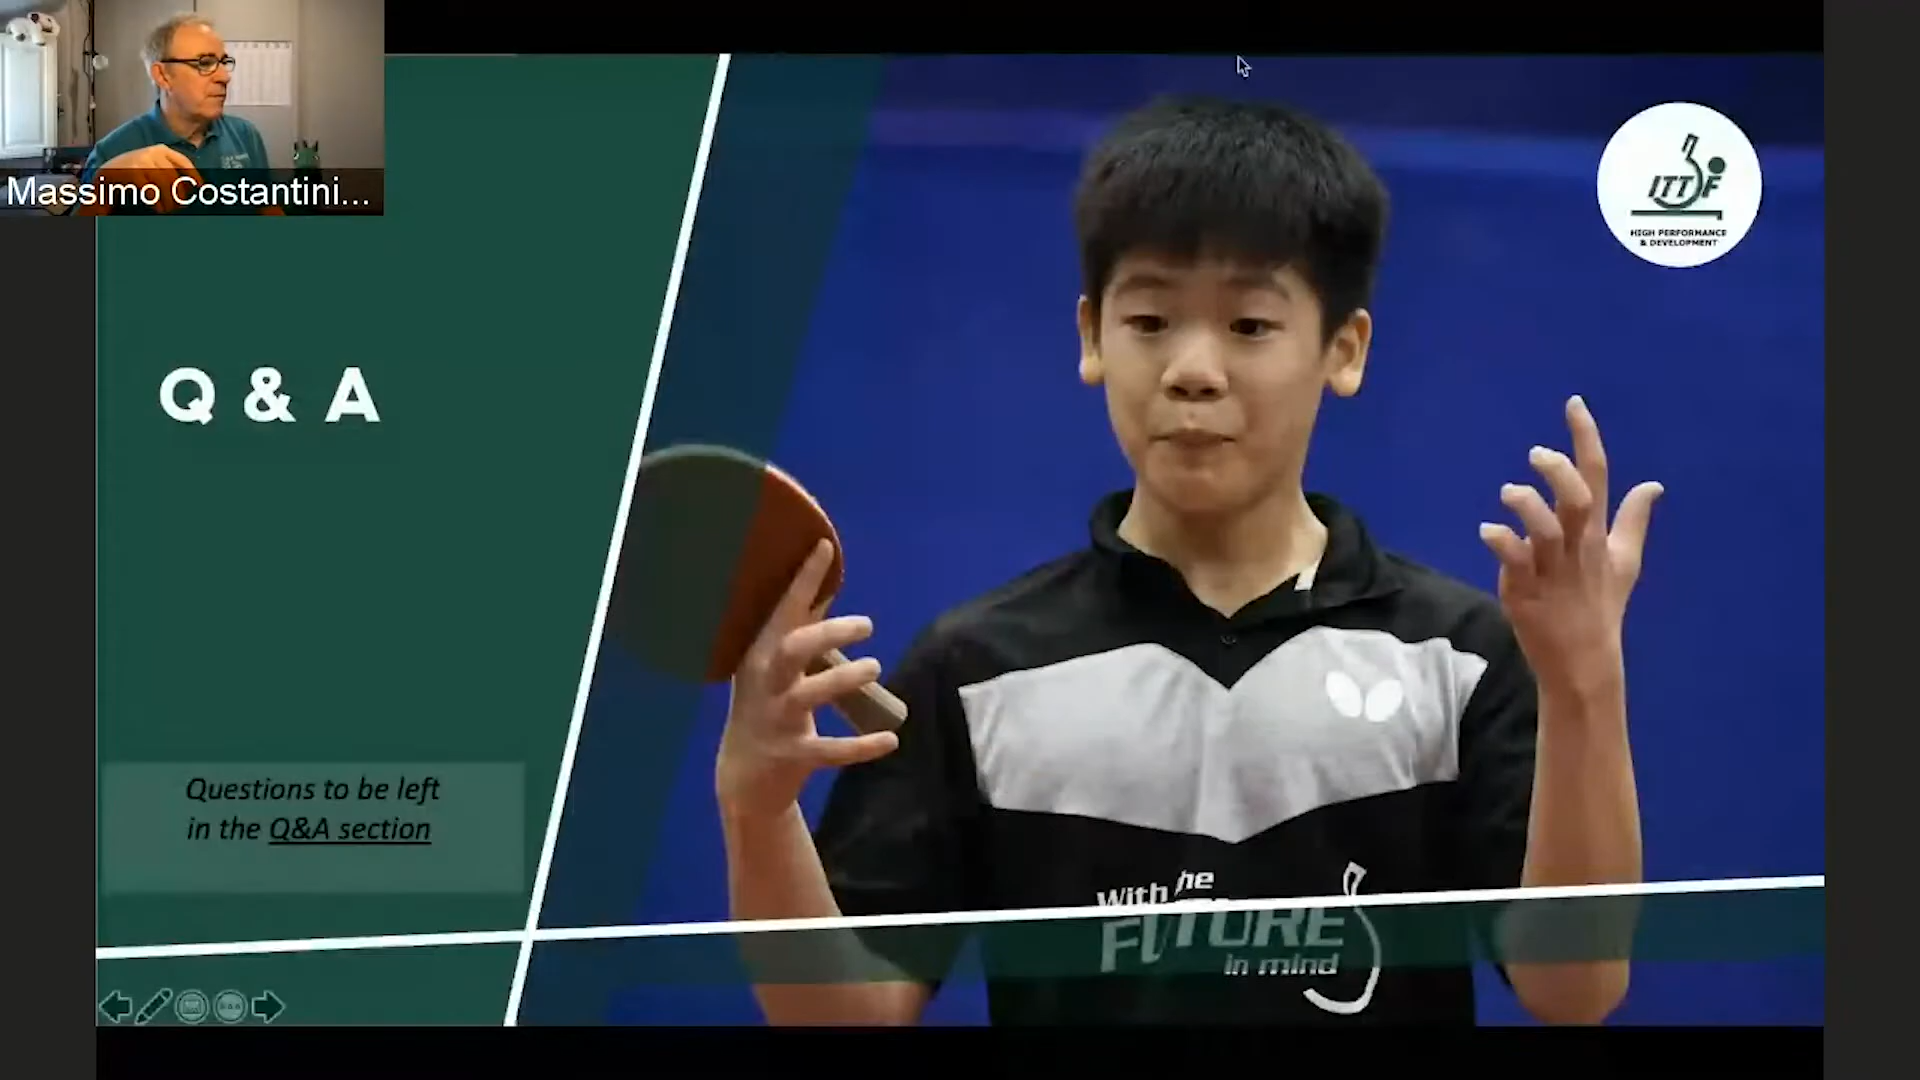 Massimo Costantini...
ITTF
HIGH PERFORMANCE
& DEVELOPMENT
Q & A
Questions to be left
in the Q&A section
With the
FUTURE
in mind